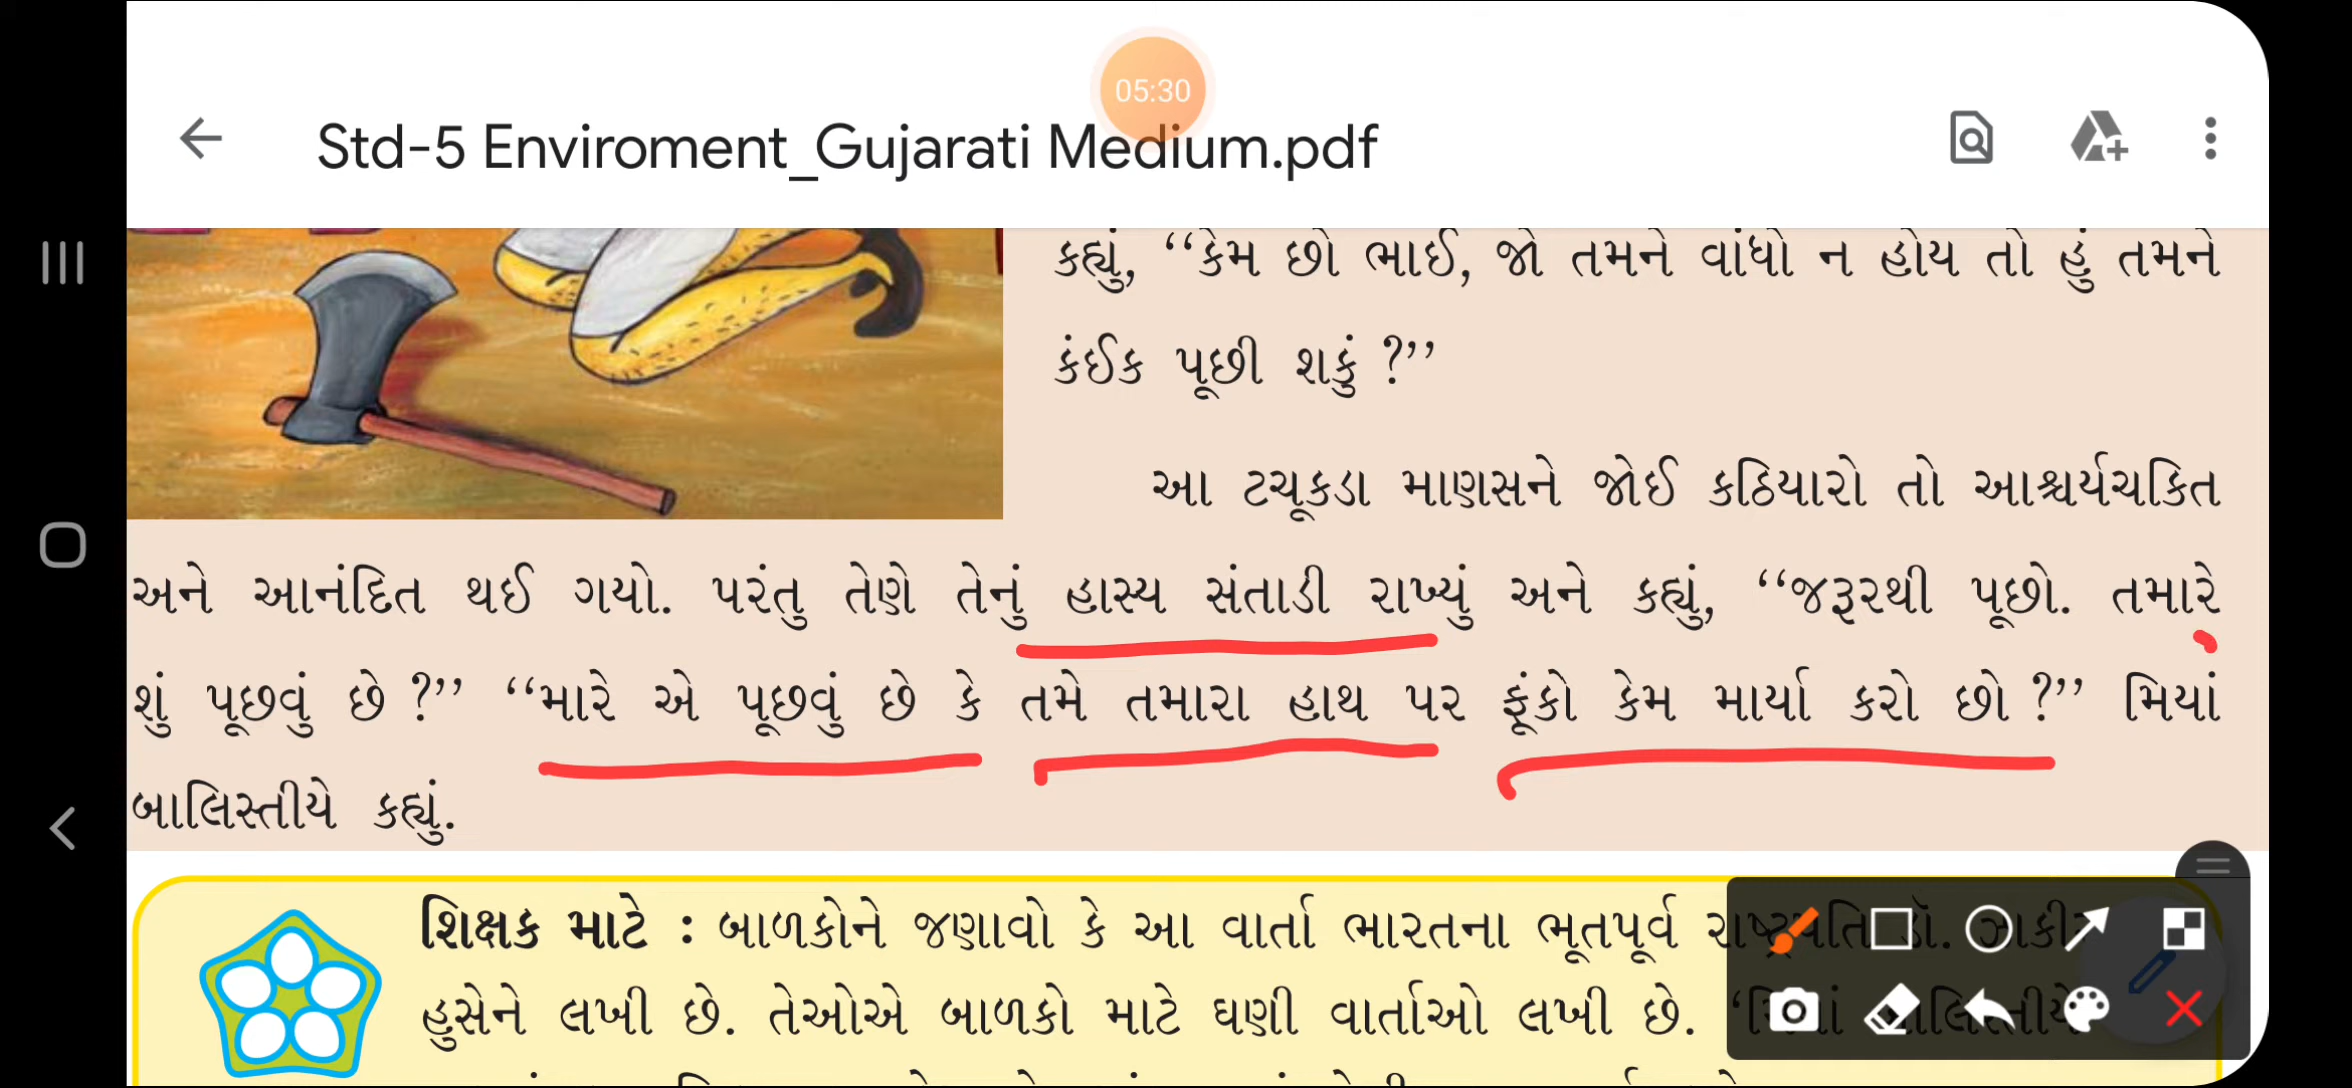 05:30
Std-5 Enviroment_Gujarati Medium.pdf
કહ્યું, ‘‘કેમ છો ભાઈ, જો તમને વાંધો ન હોય તો હું તમને
કંઈક પૂછી શકું ?’’
આ ટચૂકડા માણસને જોઈ કઠિયારો તો આશ્ચર્યચકિત
અને આનંદિત થઈ ગયો. પરંતુ તેણે તેનું હાસ્ય સંતાડી રાખ્યું અને કહ્યું, ‘‘જરૂરથી પૂછો. તમારે
શું પૂછવું છે ?’’ ‘‘મારે એ પૂછવું છે કે તમે તમારા હાથ પર ફૂંકો કેમ માર્યા કરો છો ?’’ મિયાં
બાલિસ્તીયે કહ્યું.
શિક્ષક માટે : બાળકોને જણાવો કે આ વાર્તા ભારતના ભૂતપૂર્વ રાષ્ટ્રપતિ ડૉ. ઝાકીર
હુસેને લખી છે. તેઓએ બાળકો માટે ઘણી વાર્તાઓ લખી છે. ‘મિયાં બાલિસ્તીયે